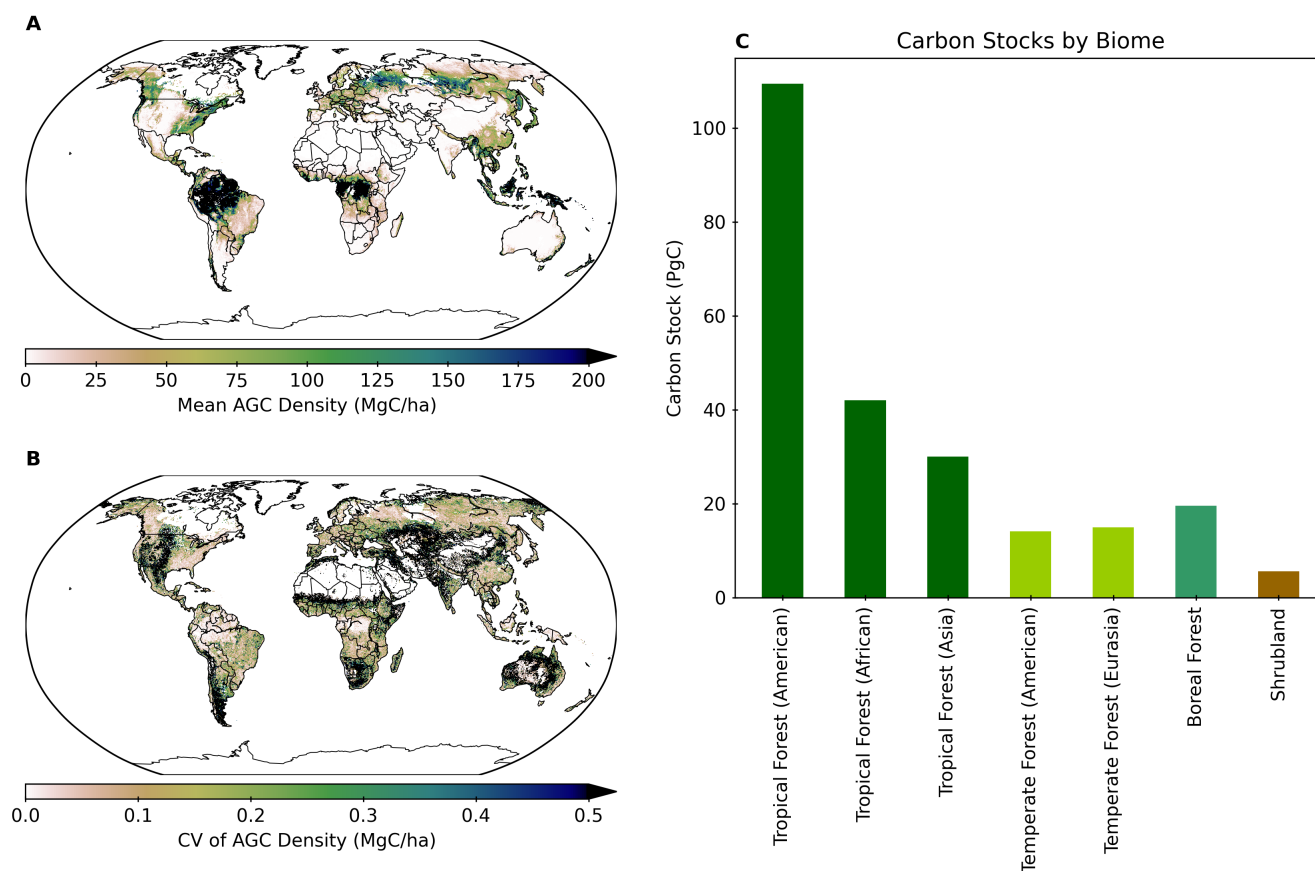 A
0 25 50 75 100 125 150 175 200
Mean AGC Density (MgC/ha)
B
0.0 0.1 0.2 0.3 0.4 0.5
CV of AGC Density (MgC/ha)
C
Carbon Stocks by Biome
Carbon Stock (PgC)
100
80
60
40
20
0
Tropical Forest (American)
Tropical Forest (African)
Tropical Forest (Asia)
Temperate Forest (American)
Temperate Forest (Eurasia)
Boreal Forest
Shrubland